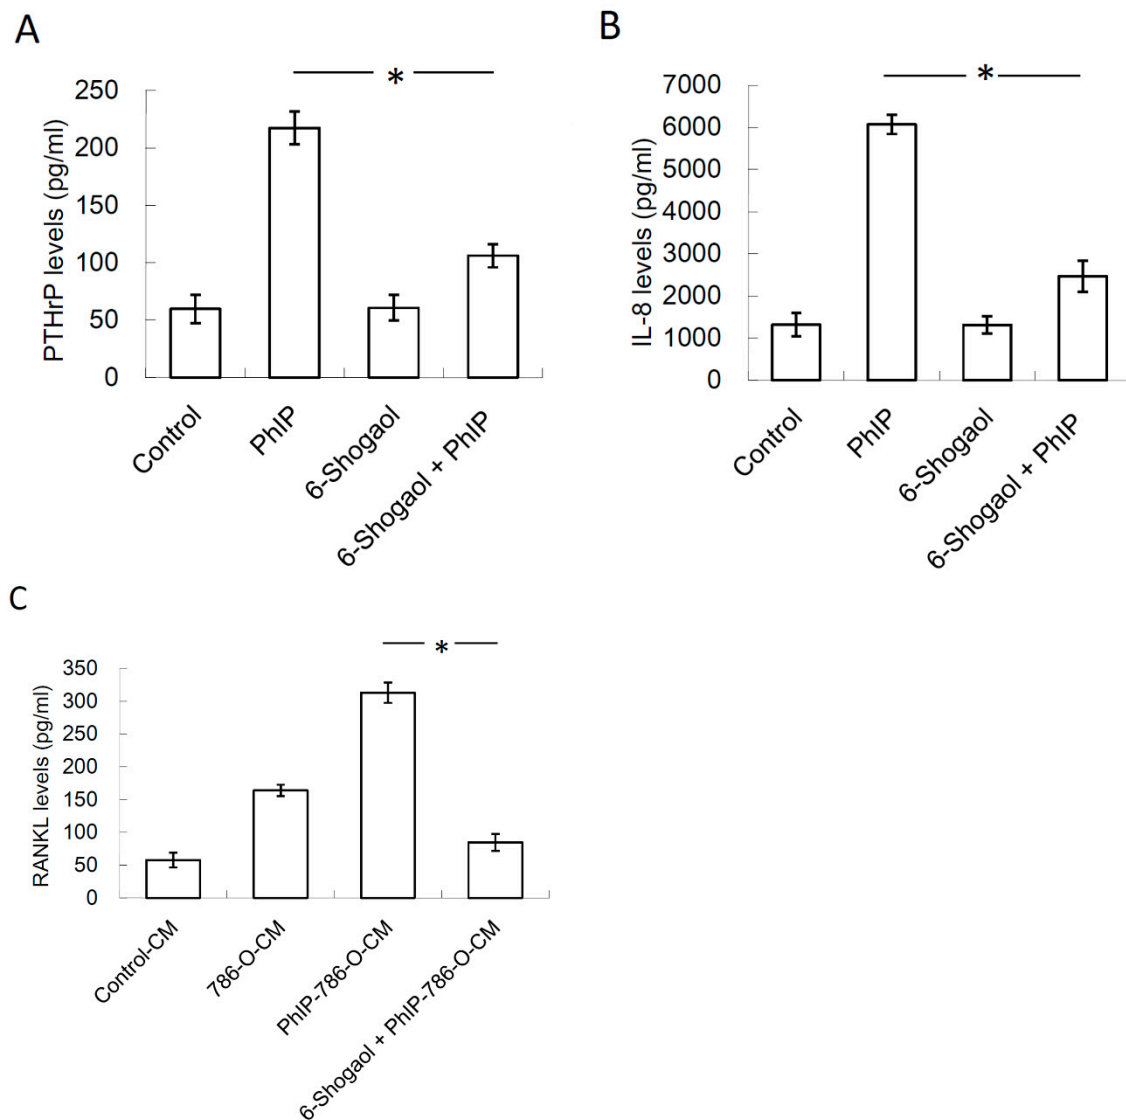 A
*
PTHrP levels (pg/ml)
250
200
150
100
50
0
Control
PhIP
6-Shogaol
6-Shogaol + PhIP
B
*
IL-8 levels (pg/ml)
7000
6000
5000
4000
3000
2000
1000
0
Control
PhIP
6-Shogaol
6-Shogaol + PhIP
C
*
RANKL levels (pg/ml)
350
300
250
200
150
100
50
0
Control-CM
786-O-CM
PhIP-786-O-CM
6-Shogaol + PhIP-786-O-CM